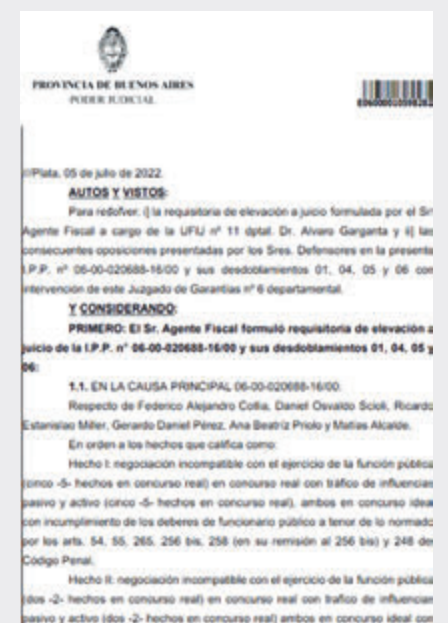 PROVINCIA DE BUENOS AIRES
PODER JUDICIAL
///Plata, 05 de julio de 2022.
AUTOS Y VISTOS:
Para redolver, i] la requisitoria de elevación a juicio formulada por el Sr.
Agente Fiscal a cargo de la UFIJ nº 11 dptal. Dr. Alvaro Garganta y ii] las
consecuentes oposiciones presentadas por los Sres. Defensores en la presente
I.P.P. nº 06-00-020688-16/00 y sus desdoblamientos 01, 04, 05 y 06 con
intervención de este Juzgado de Garantías nº 6 departamental.
Y CONSIDERANDO:
PRIMERO: El Sr. Agente Fiscal formuló requisitoria de elevación a
juicio de la I.P.P. nº 06-00-020688-16/00 y sus desdoblamientos 01, 04, 05 y
06:
1.1. EN LA CAUSA PRINCIPAL 06-00-020688-16/00:
Respecto de Federico Alejandro Collia, Daniel Osvaldo Scioli, Ricardo
Estanislao Miller, Gerardo Daniel Pérez, Ana Beatriz Priolo y Matías Alcalde.
En orden a los hechos que califica como:
Hecho I: negociación incompatible con el ejercicio de la función pública
(cinco -5- hechos en concurso real) en concurso real con tráfico de influencias
pasivo y activo (cinco -5- hechos en concurso real), ambos en concurso ideal
con incumplimiento de los deberes de funcionario público a tenor de lo normado
por los arts. 54, 55, 265, 256 bis, 258 (en su remisión al 256 bis) y 248 del
Código Penal.
Hecho II: negociación incompatible con el ejercicio de la función pública
(dos -2- hechos en concurso real) en concurso real con trafico de influencias
pasivo y activo (dos -2- hechos en concurso real) ambos en concurso ideal con